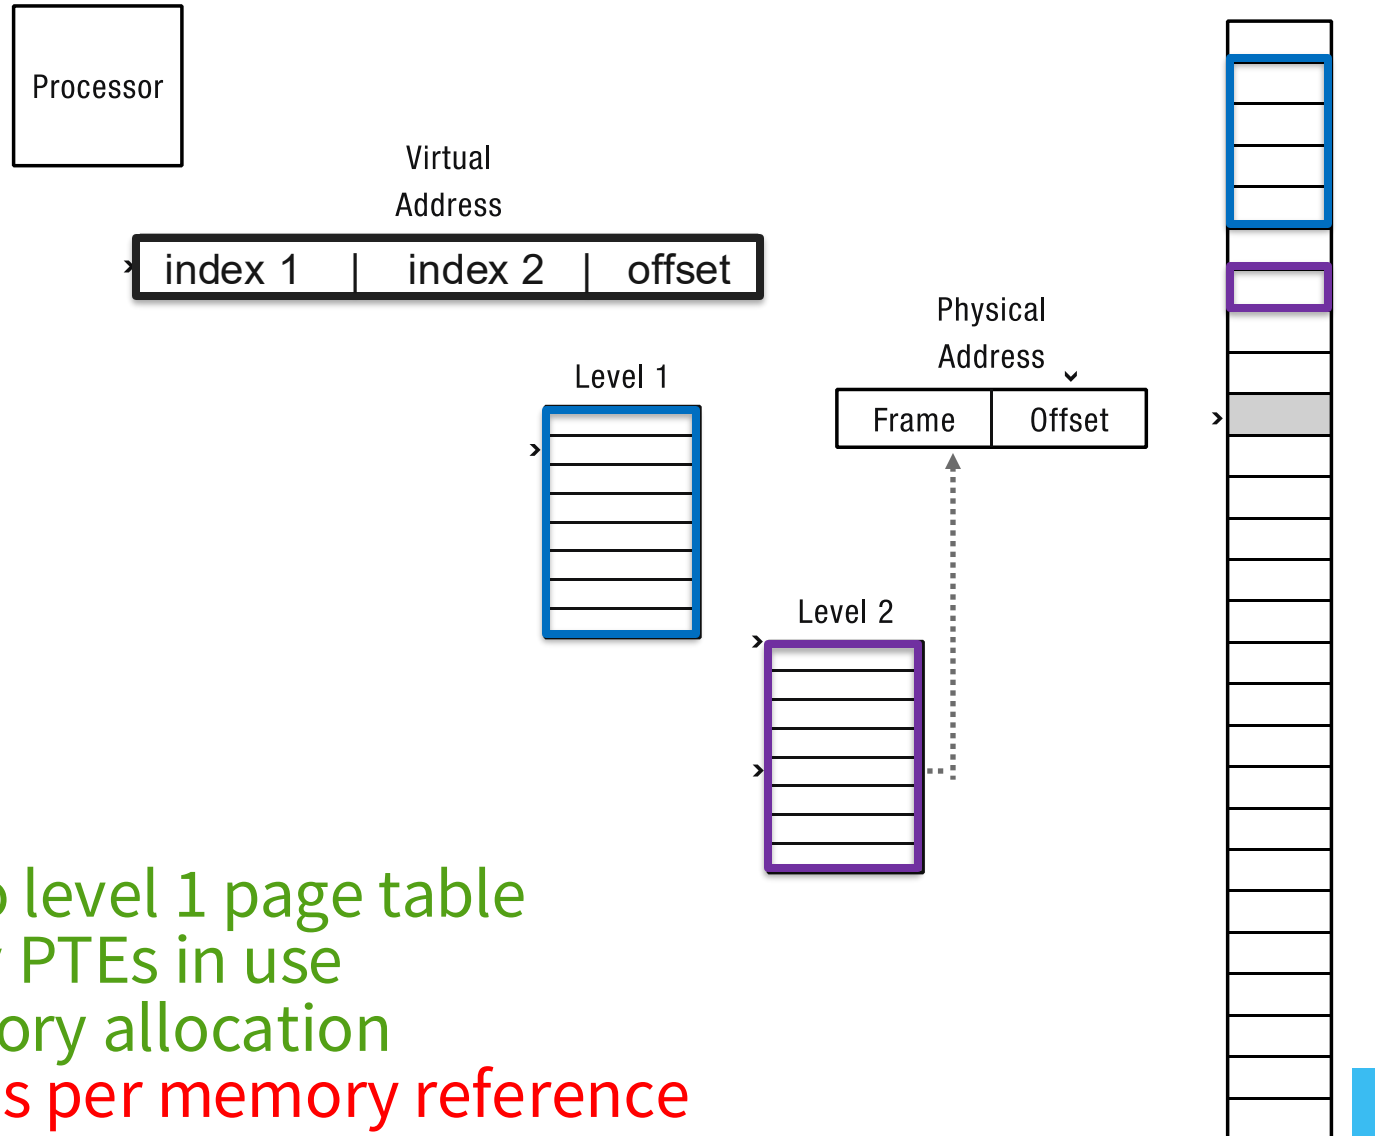 Processor
Virtual
Address
index 1 | index 2 | offset
Physical
Address
Level 1
Frame Offset
Level 2
level 1 page table
PTEs in use
ory allocation
s per memory reference